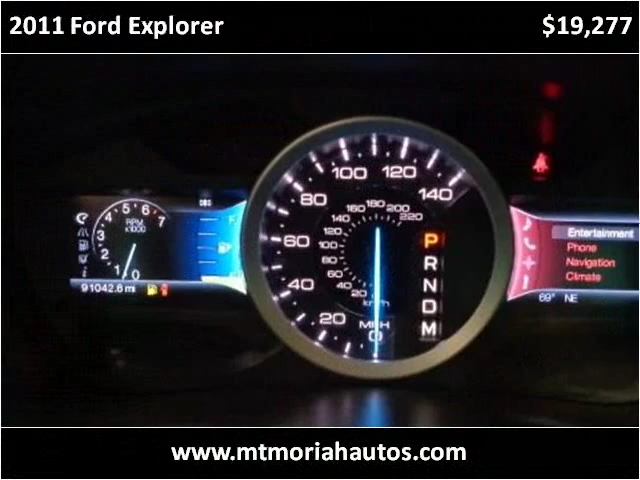 2011 Ford Explorer $19,277
5 6
4 7
3 RPM
x1000
2
1 0
91042.6 mi
100 120
80 140
60
40
20
MPH
0
180
160 200
140 220
120
100
80
60
40
20
km/h
P
R
N
D
M
Entertainment
Phone
Navigation
Climate
69° NE
www.mtmoriahautos.com